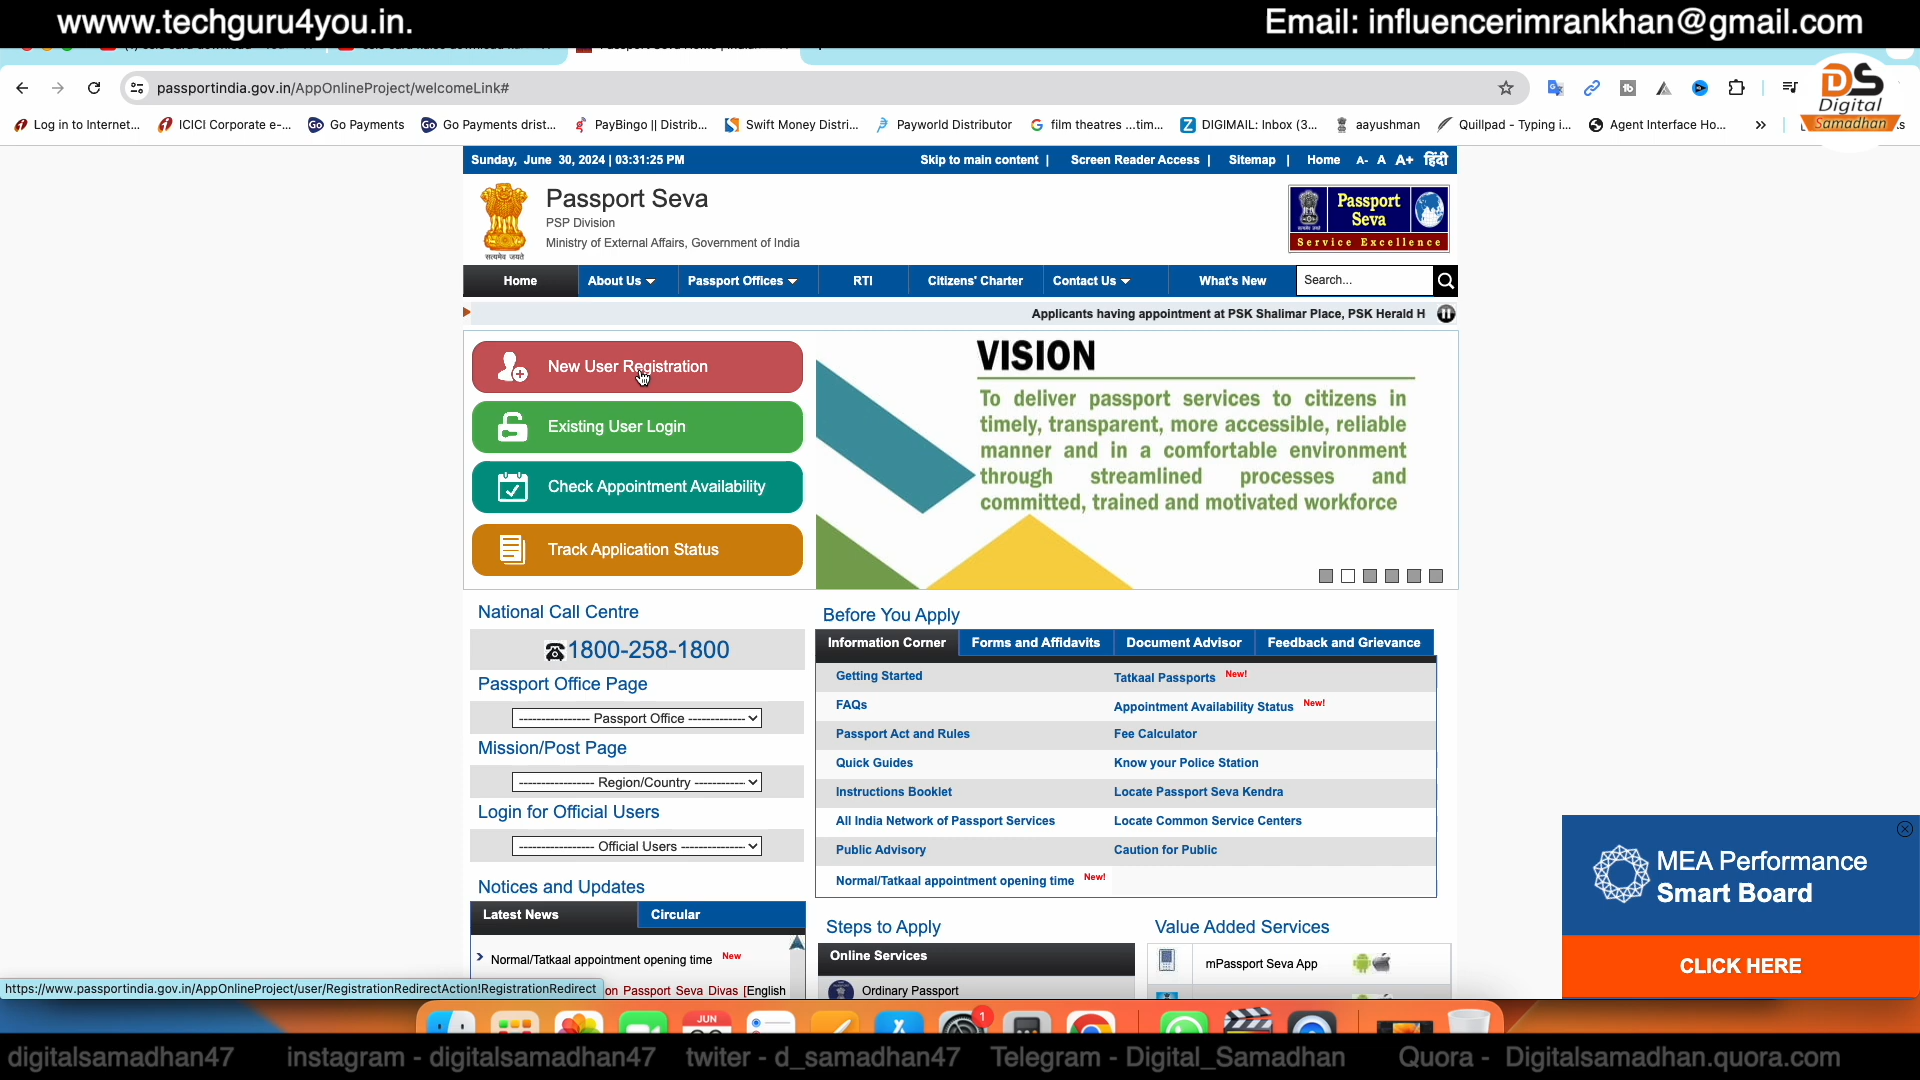 www.techguru4you.in.
Email: influencerimrankhan@gmail.com
passportindia.gov.in/AppOnlineProject/welcomeLink#
DS
Digital
Samadhan
Log in to Internet...
ICICI Corporate e-...
Go Payments
Go Payments drist...
PayBingo || Distrib...
Swift Money Distri...
Payworld Distributor
film theatres ...tim...
DIGIMAIL: Inbox (3...
aayushman
Quillpad - Typing i...
Agent Interface Ho...
»
Sunday, June 30, 2024 | 03:31:25 PM
Skip to main content |
Screen Reader Access |
Sitemap |
Home
A-
A
A+
हिंदी
Passport Seva
PSP Division
Ministry of External Affairs, Government of India
सत्यमेव जयते
Passport
Seva
Service Excellence
Home
About Us
Passport Offices
RTI
Citizens' Charter
Contact Us
What's New
Search...
Applicants having appointment at PSK Shalimar Place, PSK Herald H
New User Registration
Existing User Login
Check Appointment Availability
Track Application Status
VISION
To deliver passport services to citizens in
timely, transparent, more accessible, reliable
manner and in a comfortable environment
through streamlined processes and
committed, trained and motivated workforce
National Call Centre
1800-258-1800
Passport Office Page
---------------- Passport Office -------------
Mission/Post Page
----------------- Region/Country ------------
Login for Official Users
----------------- Official Users --------------
Notices and Updates
Latest News
Circular
Normal/Tatkaal appointment opening time New
on Passport Seva Divas [English
Before You Apply
Information Corner
Forms and Affidavits
Document Advisor
Feedback and Grievance
Getting Started
Tatkaal Passports New!
FAQs
Appointment Availability Status New!
Passport Act and Rules
Fee Calculator
Quick Guides
Know your Police Station
Instructions Booklet
Locate Passport Seva Kendra
All India Network of Passport Services
Locate Common Service Centers
Public Advisory
Caution for Public
Normal/Tatkaal appointment opening time New!
Steps to Apply
Online Services
Ordinary Passport
Value Added Services
mPassport Seva App
MEA Performance
Smart Board
CLICK HERE
https://www.passportindia.gov.in/AppOnlineProject/user/RegistrationRedirectAction!RegistrationRedirect
JUN
1
digitalsamadhan47
instagram - digitalsamadhan47
twiter - d_samadhan47
Telegram - Digital_Samadhan
Quora - Digitalsamadhan.quora.com